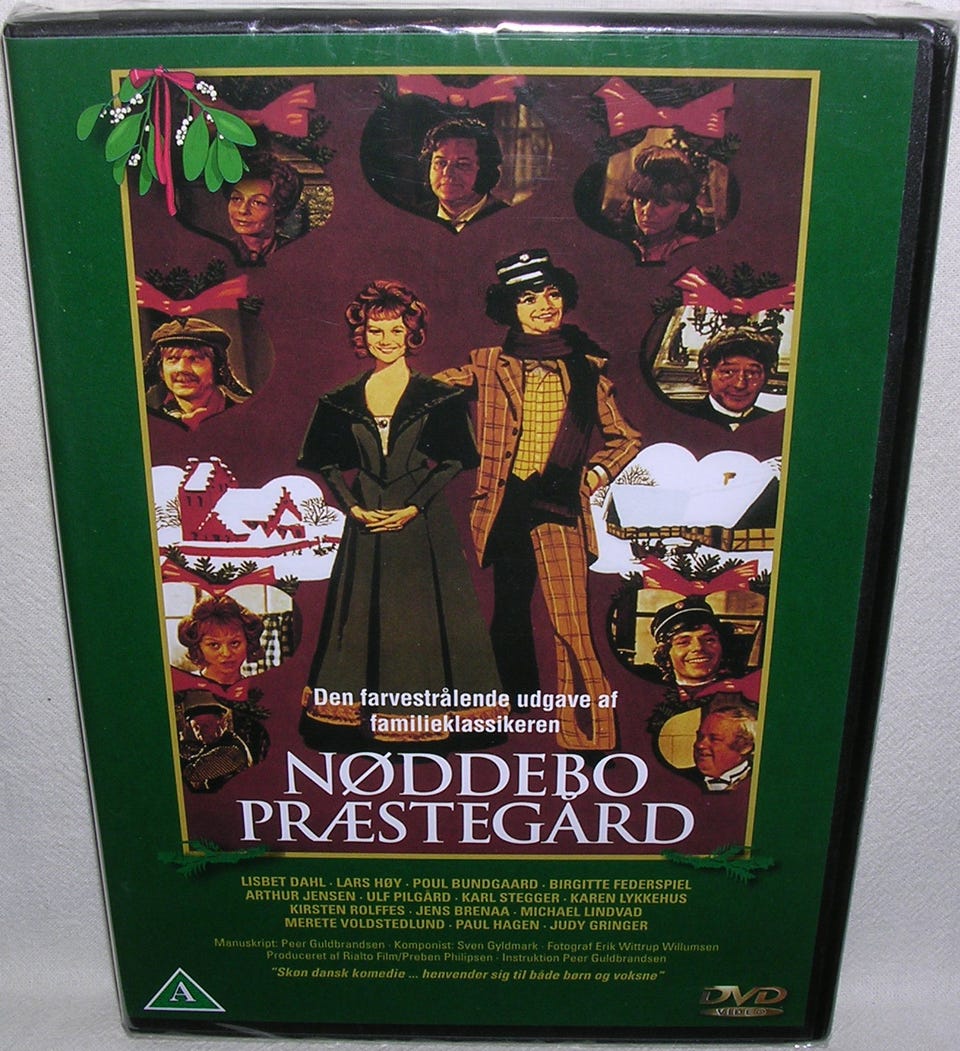 Den farvestrålende udgave af
familieklassikeren
NØDDEBO
PRÆSTEGÅRD
LISBET DAHL · LARS HØY · POUL BUNDGAARD · BIRGITTE FEDERSPIEL
ARTHUR JENSEN · ULF PILGÅRD · KARL STEGGER · KAREN LYKKEHUS
KIRSTEN ROLFFES · JENS BRENAA · MICHAEL LINDVAD
MERETE VOLDSTEDLUND · PAUL HAGEN · JUDY GRINGER
Manuskript: Peer Guldbrandsen · Komponist: Sven Gyldmark · Fotograf Erik Wittrup Willumsen
Produceret af Rialto Film/Preben Philipsen · Instruktion Peer Guldbrandsen
"Skøn dansk komedie ... henvender sig til både børn og voksne"
A
DVD
VIDEO